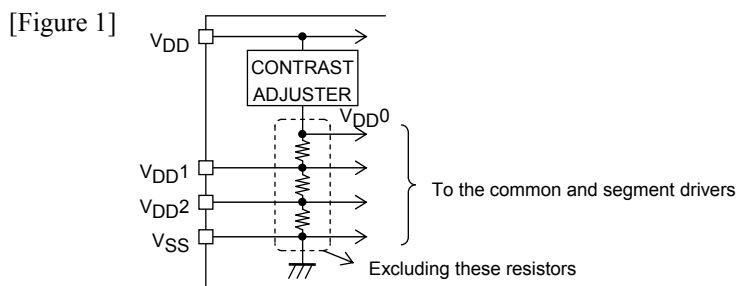 [Figure 1]
VDD
CONTRAST
ADJUSTER
VDD0
VDD1
VDD2
VSS
To the common and segment drivers
Excluding these resistors